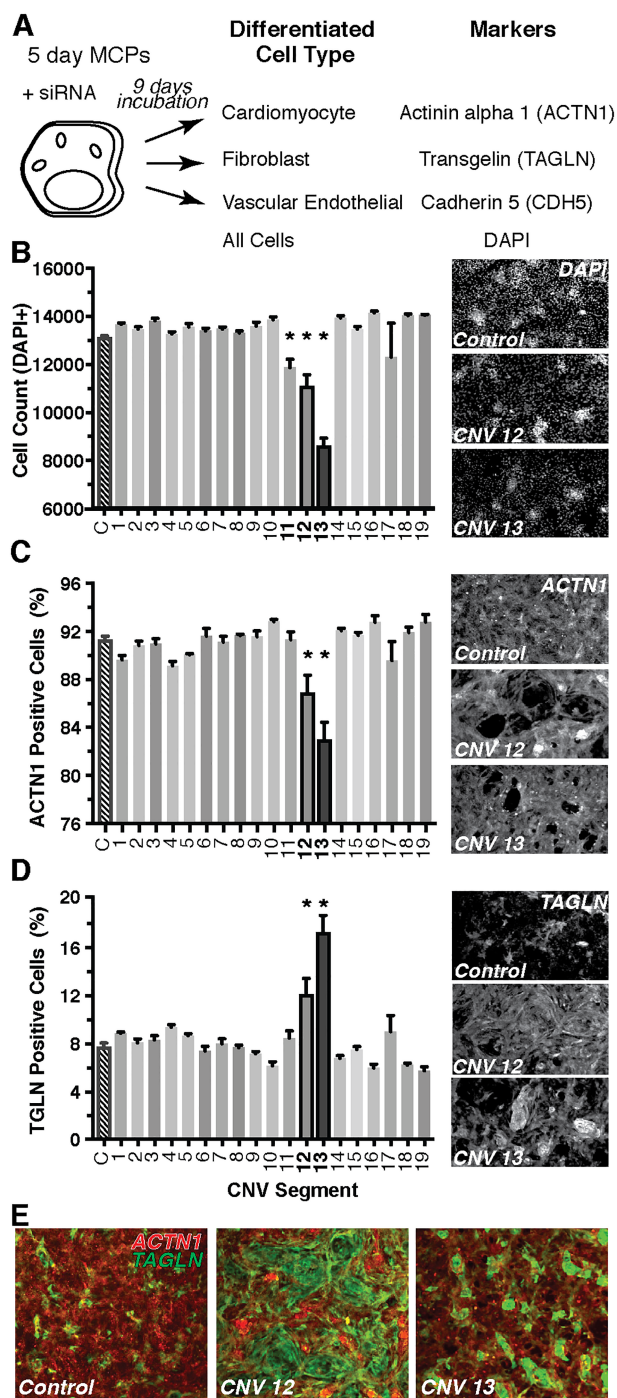 A
5 day MCPs
+ siRNA
9 days
incubation
Differentiated
Cell Type
Markers
Cardiomyocyte
Actinin alpha 1 (ACTN1)
Fibroblast
Transgelin (TAGLN)
Vascular Endothelial
Cadherin 5 (CDH5)
All Cells
DAPI
B
Cell Count (DAPI+)
16000
14000
12000
10000
8000
6000
* * *
C 1 2 3 4 5 6 7 8 9 10 11 12 13 14 15 16 17 18 19
DAPI
Control
CNV 12
CNV 13
C
ACTN1 Positive Cells (%)
96
92
88
84
80
76
* *
C 1 2 3 4 5 6 7 8 9 10 11 12 13 14 15 16 17 18 19
ACTN1
Control
CNV 12
CNV 13
D
TGLN Positive Cells (%)
20
16
12
8
4
0
* *
C 1 2 3 4 5 6 7 8 9 10 11 12 13 14 15 16 17 18 19
CNV Segment
TAGLN
Control
CNV 12
CNV 13
E
ACTN1
TAGLN
Control
CNV 12
CNV 13